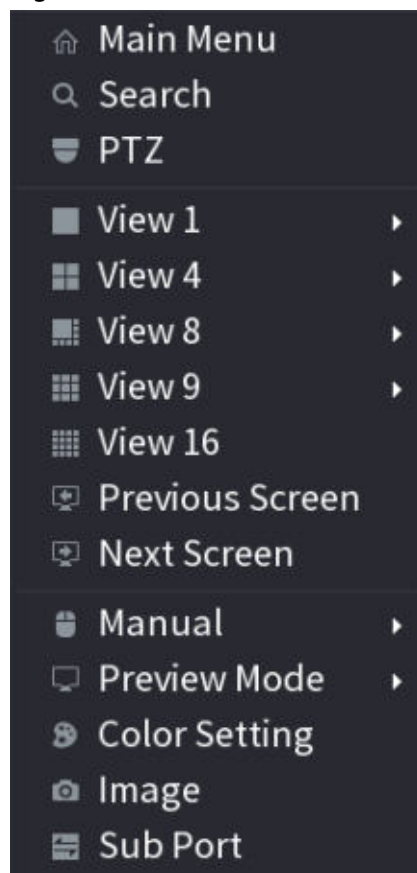 Main Menu
Search
PTZ
View 1
View 4
View 8
View 9
View 16
Previous Screen
Next Screen
Manual
Preview Mode
Color Setting
Image
Sub Port